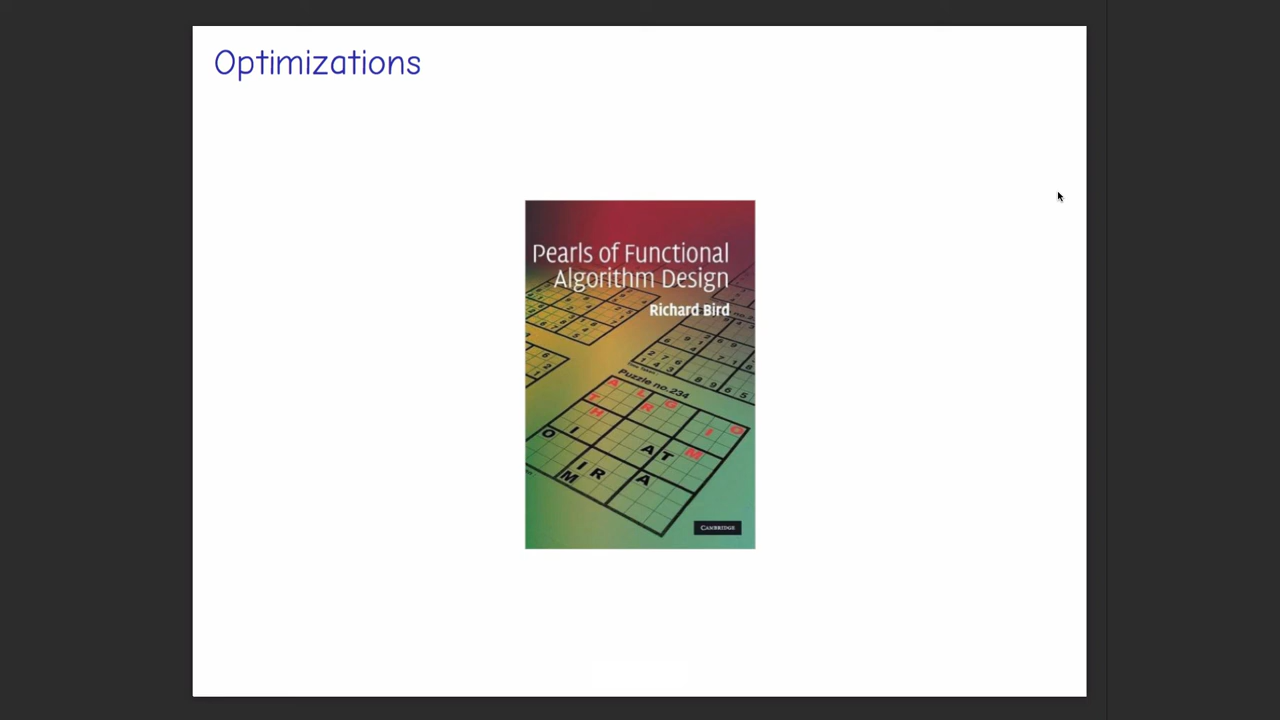 Optimizations
Pearls of Functional
Algorithm Design
Richard Bird
Puzzle no.234
A L G O
T R I
H M
O I A T
I R A
M
CAMBRIDGE